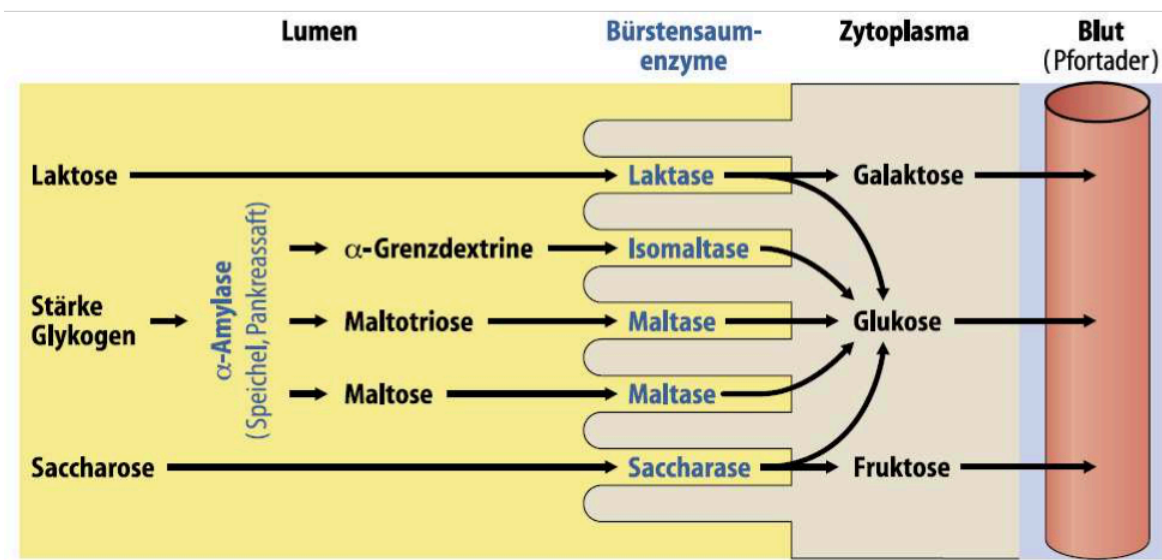 Lumen
Bürstensaum-
enzyme
Zytoplasma
Blut
(Pfortader)
Laktose
Laktase
Galaktose
α-Amylase
(Speichel, Pankreassaft)
α-Grenzdextrine
Isomaltase
Stärke
Glykogen
Maltotriose
Maltase
Glukose
Maltose
Maltase
Saccharose
Saccharase
Fruktose